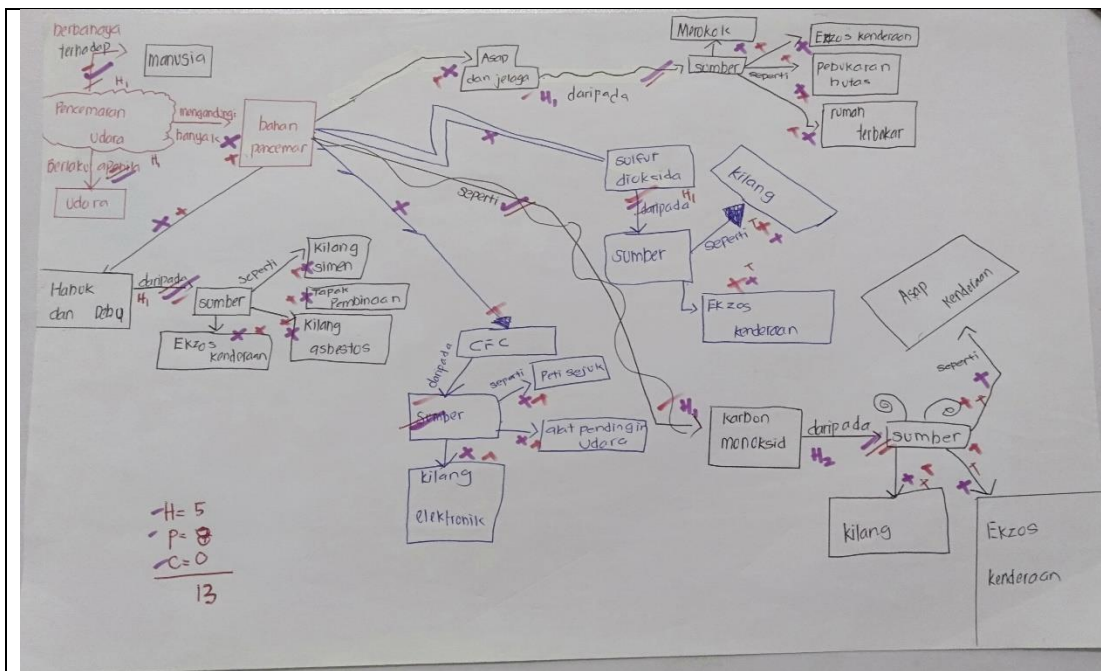 berbahaya
terhadap
manusia
H1
Pencemaran
Udara
mengandungi
banyak
H1
Berlaku apabila
Udara
bahan
pencemar
Asap
dan jelaga
H1 daripada
sumber
Merokok
Ekzos kenderaan
seperti
pebukaran
hutas
rumah
terbakar
sulfur
dioksida
daripada
H1
sumber
seperti
kilang
Ekzos
kenderaan
seperti
Habok
dan Debu
daripada
H1
sumber
seperti
kilang
simen
Tapak
Pembinaan
kilang
asbestos
Ekzos
kenderaan
CFC
daripada
sumber
seperti
Peti sejuk
alat pendingin
Udara
kilang
elektronik
H1
karbon
monoksid
daripada
H2
sumber
seperti
Asap
kenderaan
kilang
Ekzos
kenderaan
H= 5
P= 8
C= 0
13